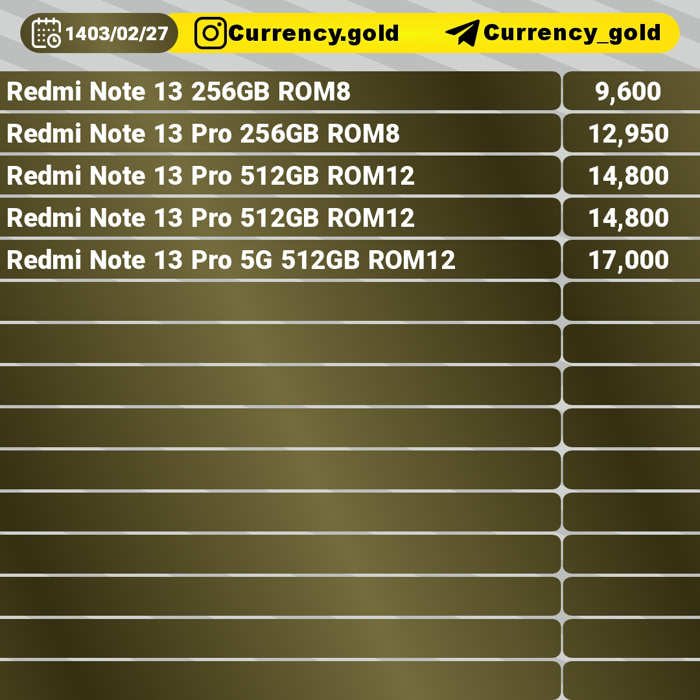 1403/02/27 Currency.gold Currency_gold
Redmi Note 13 256GB ROM8 9,600
Redmi Note 13 Pro 256GB ROM8 12,950
Redmi Note 13 Pro 512GB ROM12 14,800
Redmi Note 13 Pro 512GB ROM12 14,800
Redmi Note 13 Pro 5G 512GB ROM12 17,000